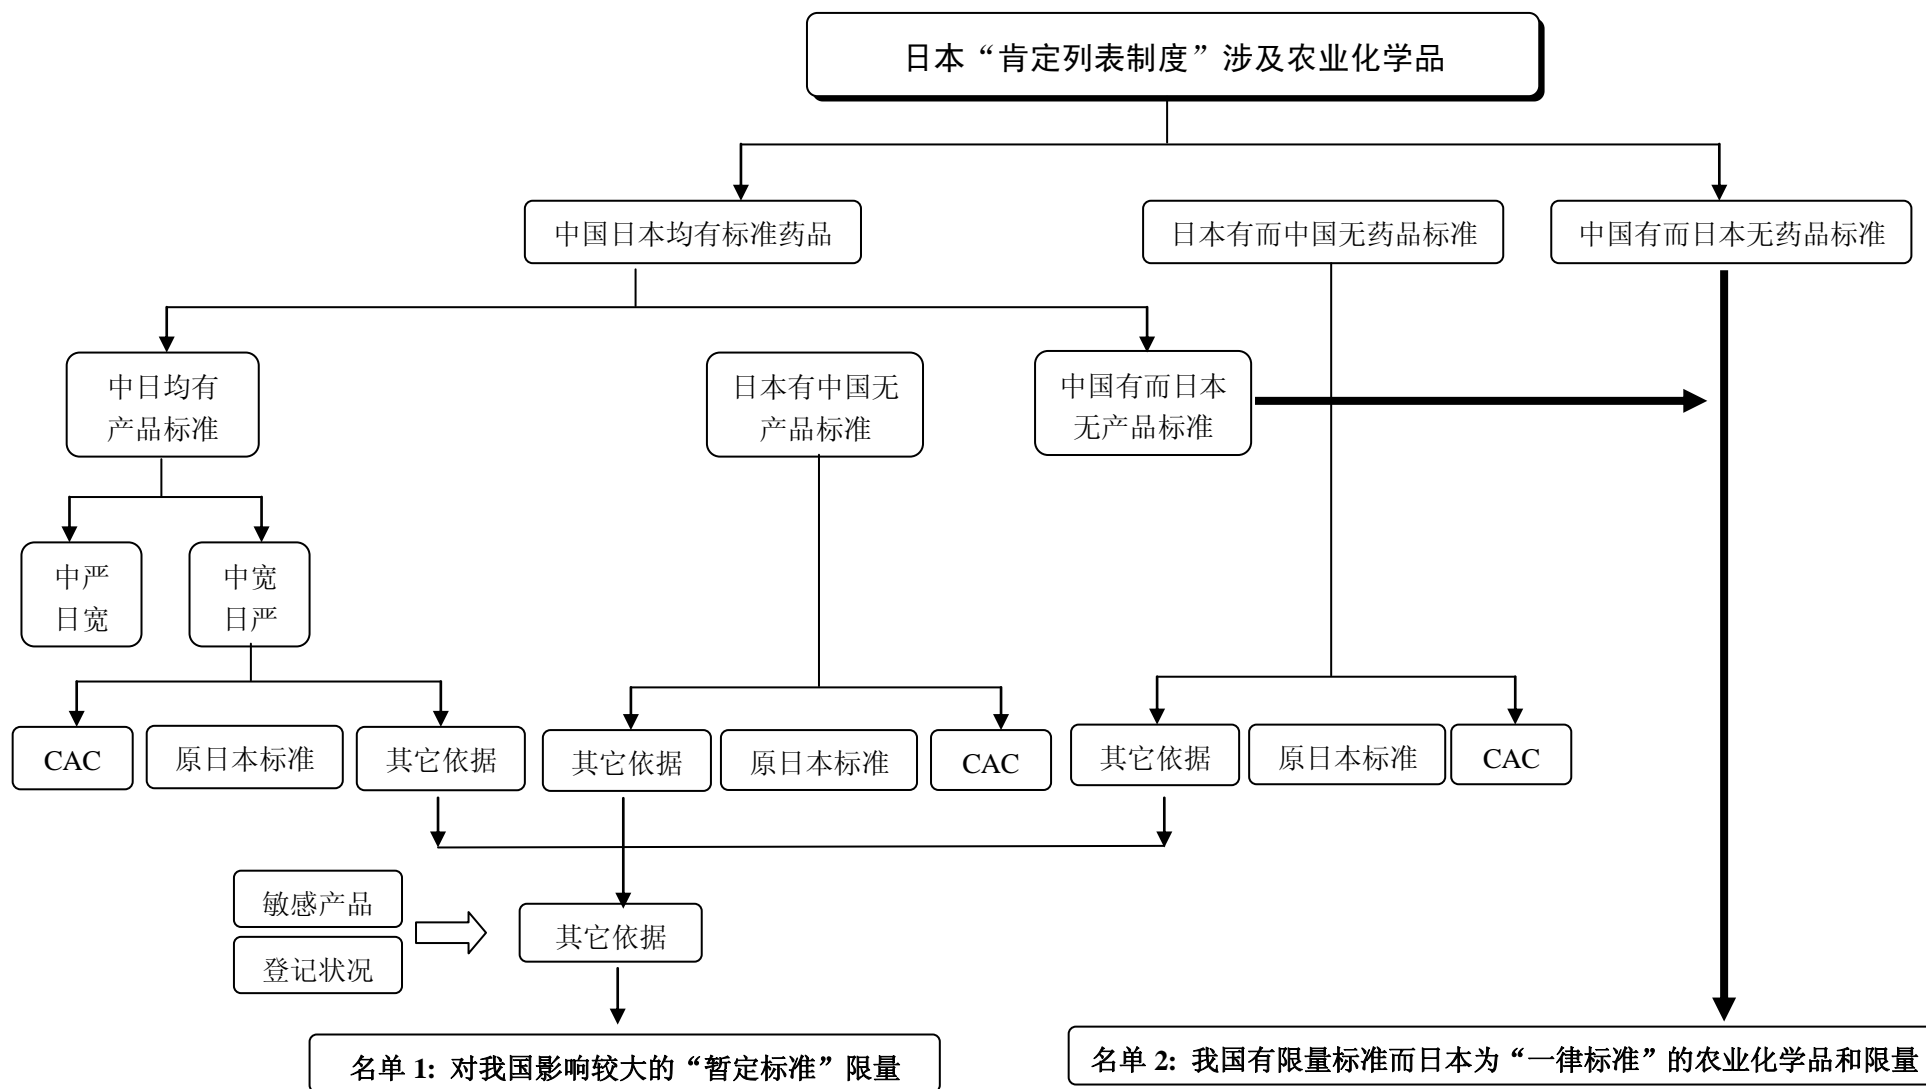 日本“肯定列表制度”涉及农业化学品
中国日本均有标准药品
日本有而中国无药品标准
中国有而日本无药品标准
中日均有
产品标准
日本有中国无
产品标准
中国有而日本
无产品标准
中严
日宽
中宽
日严
CAC
原日本标准
其它依据
其它依据
原日本标准
CAC
其它依据
原日本标准
CAC
敏感产品
登记状况
其它依据
名单 1: 对我国影响较大的“暂定标准”限量
名单 2: 我国有限量标准而日本为“一律标准”的农业化学品和限量